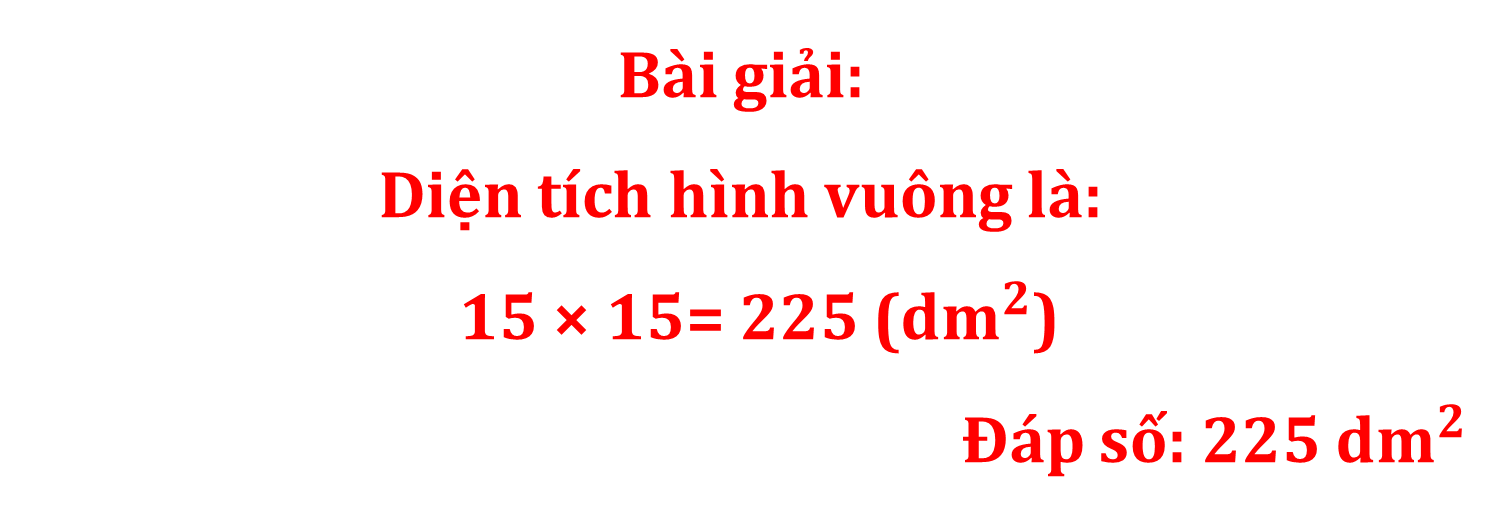 Bài giải:
Diện tích hình vuông là:
15 × 15= 225 (dm²)
Đáp số: 225 dm²